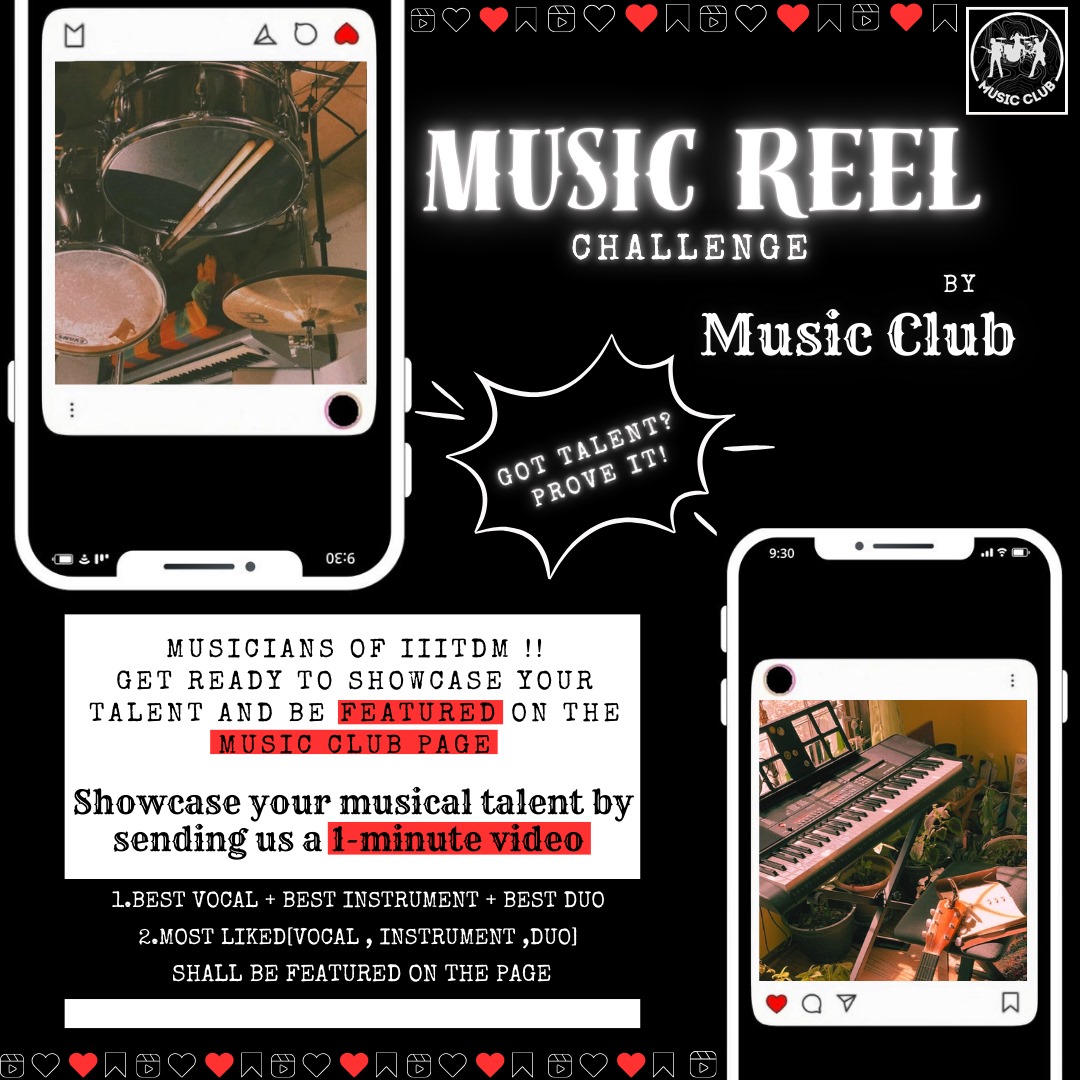 MUSIC CLUB
MUSIC REEL
CHALLENGE
BY
Music Club
GOT TALENT?
PROVE IT!
9:30
9:30
MUSICIANS OF IIITDM !!
GET READY TO SHOWCASE YOUR
TALENT AND BE FEATURED ON THE
MUSIC CLUB PAGE
Showcase your musical talent by
sending us a 1-minute video
1.BEST VOCAL + BEST INSTRUMENT + BEST DUO
2.MOST LIKED[VOCAL , INSTRUMENT ,DUO]
SHALL BE FEATURED ON THE PAGE